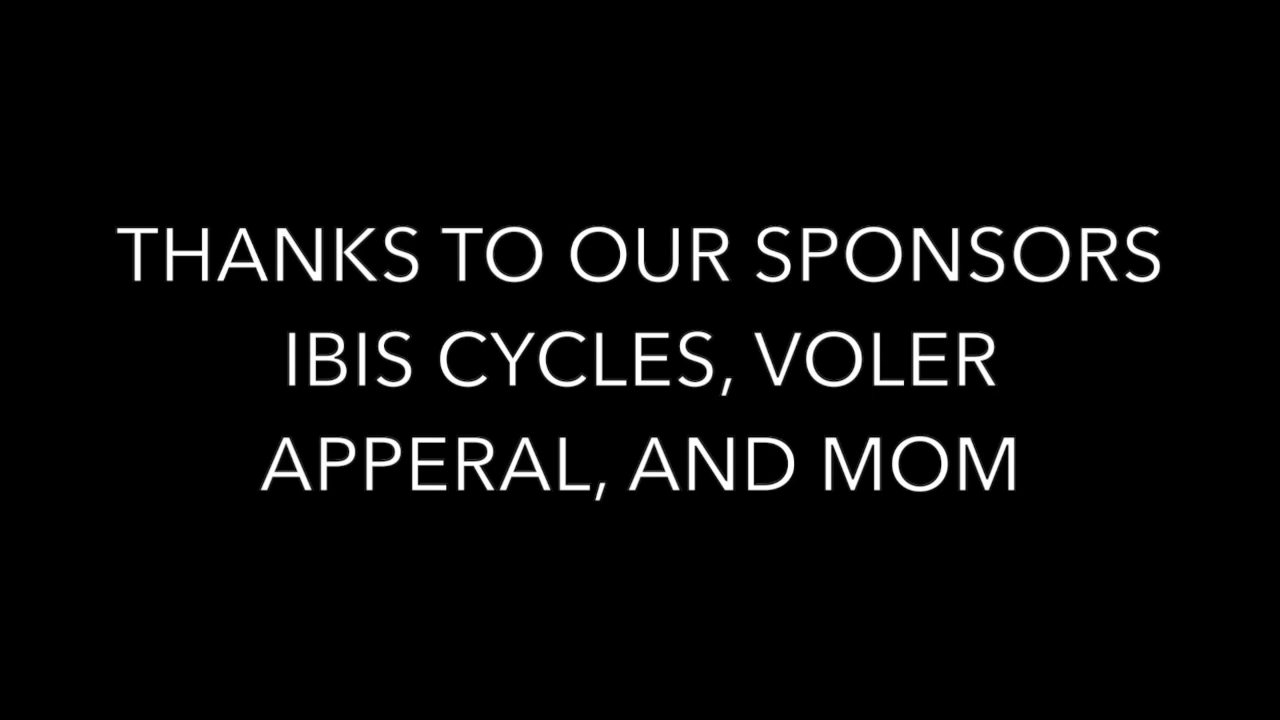 THANKS TO OUR SPONSORS
IBIS CYCLES, VOLER
APPERAL, AND MOM